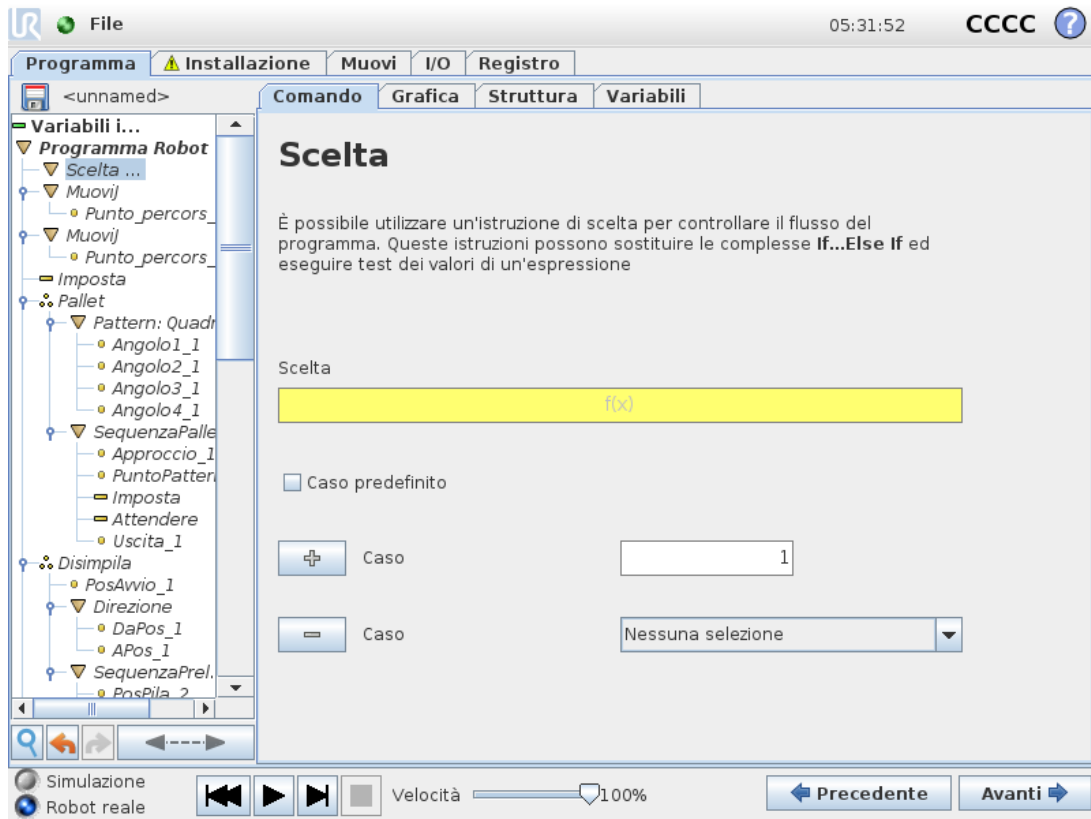 UR File 05:31:52 CCCC ?
Programma Installazione Muovi I/O Registro
<unnamed>
Comando Grafica Struttura Variabili
Variabili i...
Programma Robot
Scelta ...
MuoviJ
Punto_percors_
MuoviJ
Punto_percors_
Imposta
Pallet
Pattern: Quadr
Angolo1_1
Angolo2_1
Angolo3_1
Angolo4_1
SequenzaPalle
Approccio_1
PuntoPatter
Imposta
Attendere
Uscita_1
Disimpila
PosAvvio_1
Direzione
DaPos_1
APos_1
SequenzaPrel.
PosPila_2
Scelta
È possibile utilizzare un'istruzione di scelta per controllare il flusso del
programma. Queste istruzioni possono sostituire le complesse If...Else If ed
eseguire test dei valori di un'espressione
Scelta
f(x)
Caso predefinito
Caso 1
Caso Nessuna selezione
Simulazione
Robot reale
Velocità 100%
Precedente Avanti